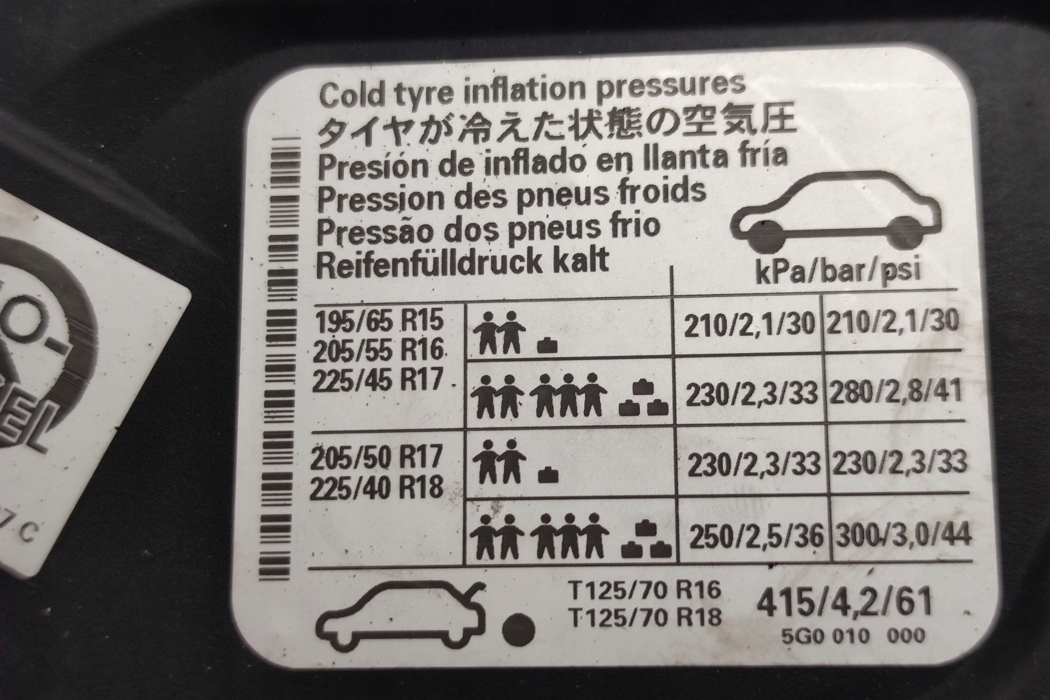 Cold tyre inflation pressures
タイヤが冷えた状態の空気圧
Presión de inflado en llanta fría
Pression des pneus froids
Pressão dos pneus frio
Reifenfülldruck kalt
kPa/bar/psi
195/65 R15
205/55 R16
225/45 R17
210/2,1/30 210/2,1/30
230/2,3/33 280/2,8/41
205/50 R17
225/40 R18
230/2,3/33 230/2,3/33
250/2,5/36 300/3,0/44
T125/70 R16
T125/70 R18
415/4,2/61
5G0 010 000
O-
EL
7 C